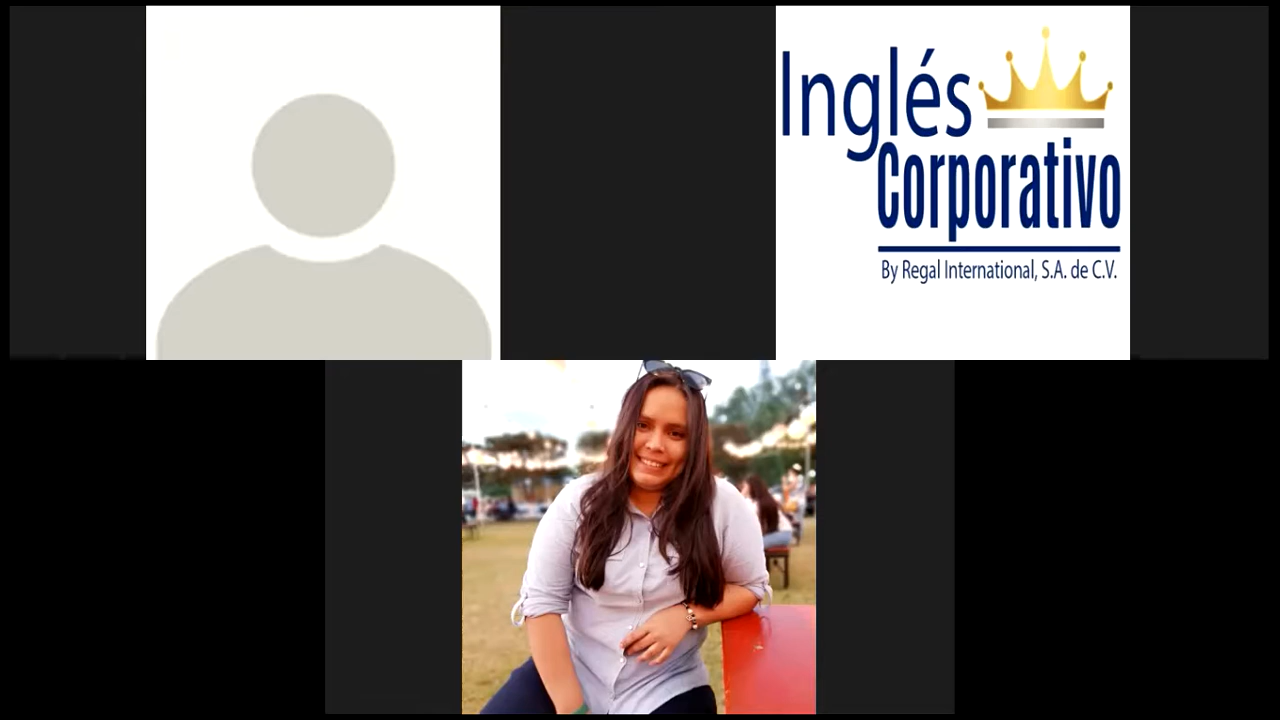 Inglés
Corporativo
By Regal International, S.A. de C.V.